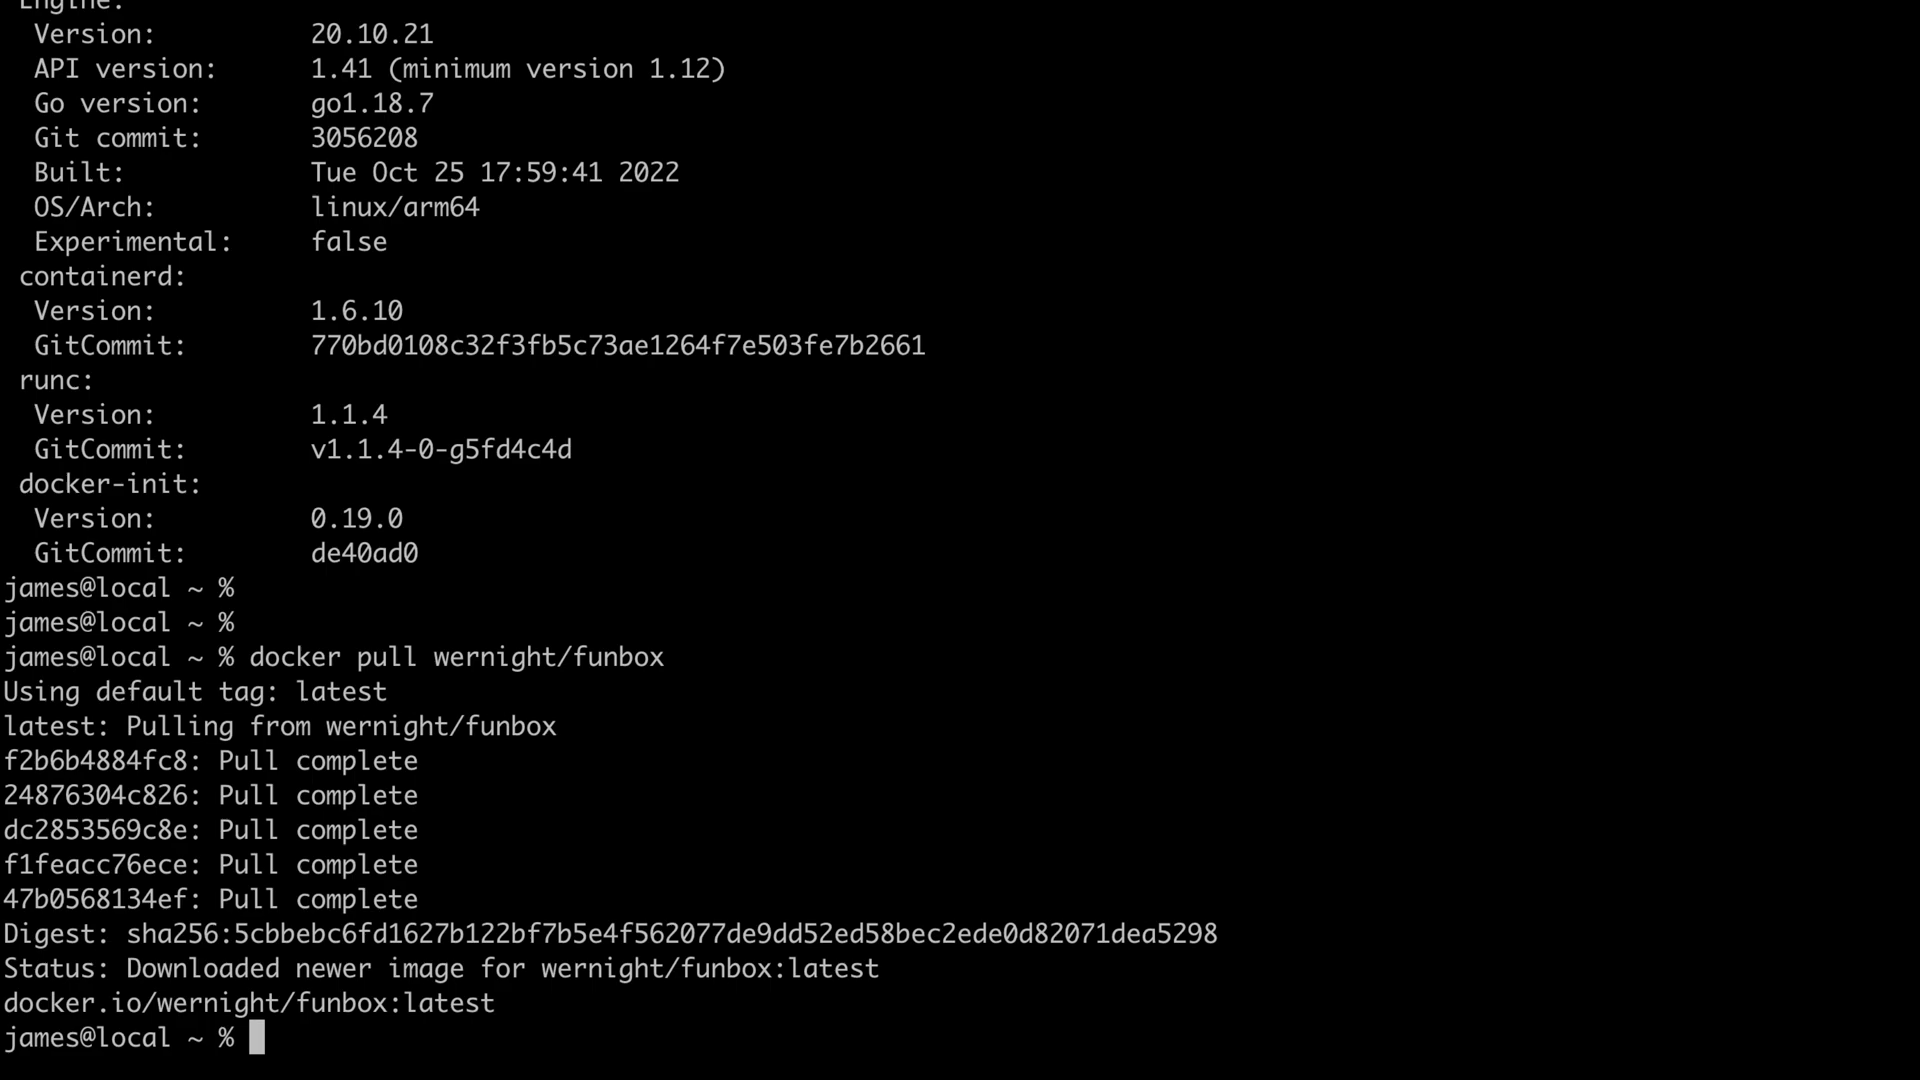 Engine:
Version: 20.10.21
API version: 1.41 (minimum version 1.12)
Go version: go1.18.7
Git commit: 3056208
Built: Tue Oct 25 17:59:41 2022
OS/Arch: linux/arm64
Experimental: false
containerd:
Version: 1.6.10
GitCommit: 770bd0108c32f3fb5c73ae1264f7e503fe7b2661
runc:
Version: 1.1.4
GitCommit: v1.1.4-0-g5fd4c4d
docker-init:
Version: 0.19.0
GitCommit: de40ad0
james@local ~ %
james@local ~ %
james@local ~ % docker pull wernight/funbox
Using default tag: latest
latest: Pulling from wernight/funbox
f2b6b4884fc8: Pull complete
24876304c826: Pull complete
dc2853569c8e: Pull complete
f1feacc76ece: Pull complete
47b0568134ef: Pull complete
Digest: sha256:5cbbebc6fd1627b122bf7b5e4f562077de9dd52ed58bec2ede0d82071dea5298
Status: Downloaded newer image for wernight/funbox:latest
docker.io/wernight/funbox:latest
james@local ~ %